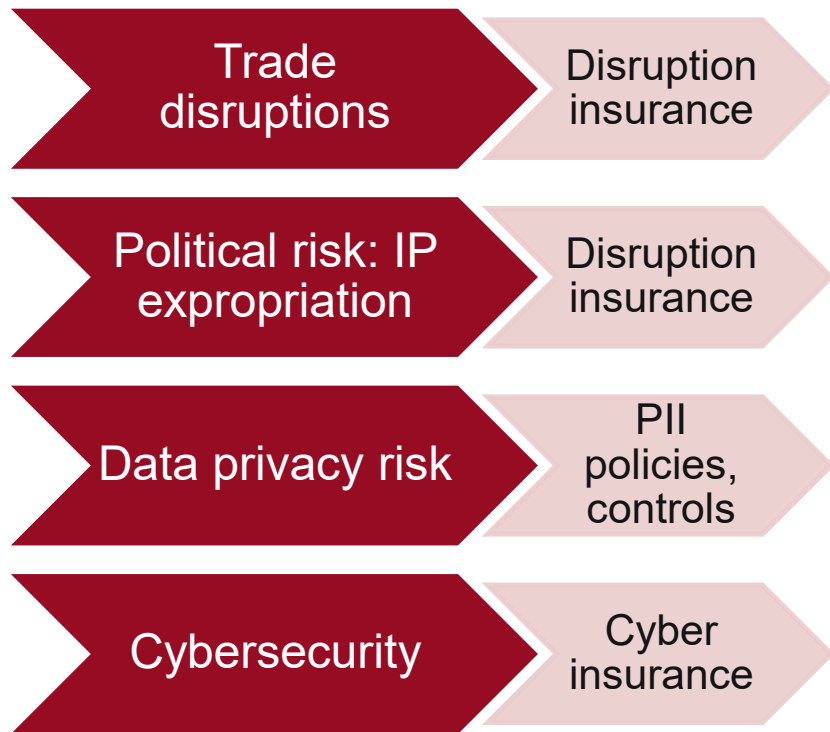 Trade
disruptions
Disruption
insurance
Political risk: IP
expropriation
Disruption
insurance
Data privacy risk
PII
policies,
controls
Cybersecurity
Cyber
insurance